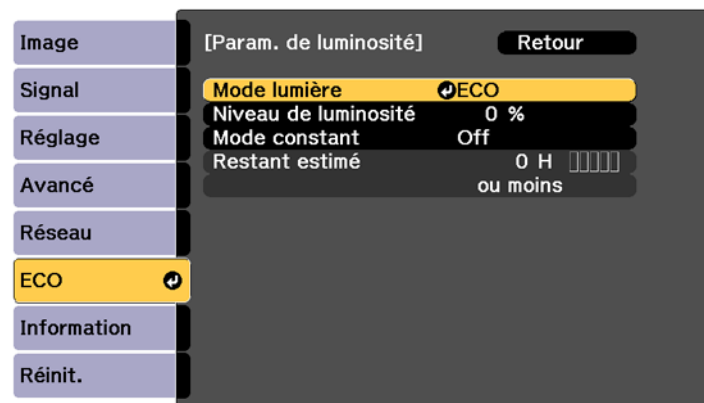 Image
Signal
Réglage
Avancé
Réseau
ECO
Information
Réinit.
[Param. de luminosité] Retour
Mode lumière ECO
Niveau de luminosité 0 %
Mode constant Off
Restant estimé 0 H
ou moins